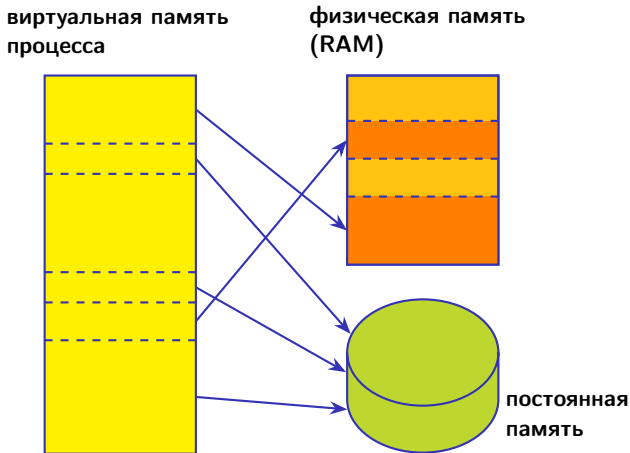 виртуальная память
процесса
физическая память
(RAM)
постоянная
память